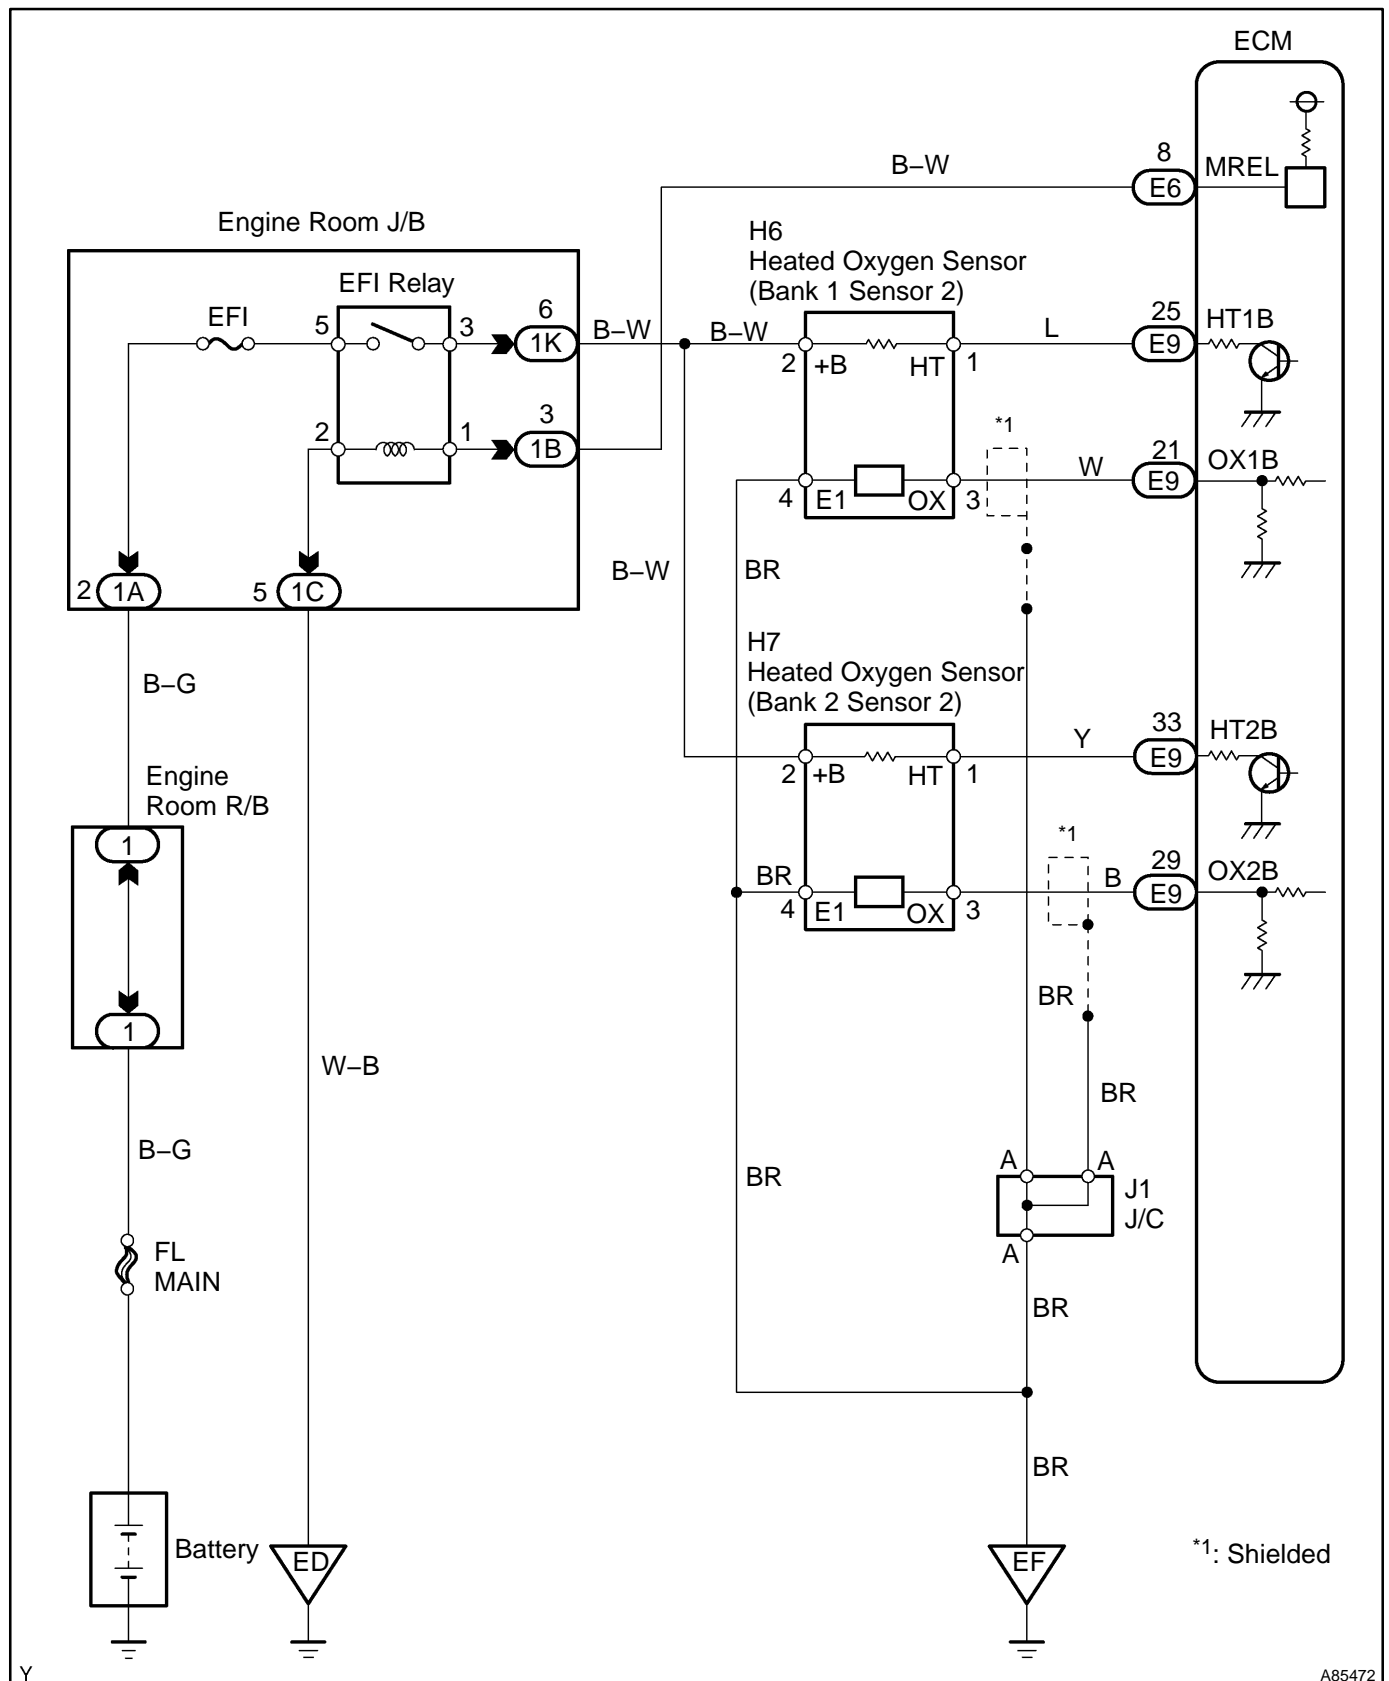 ECM
8
B–W
E6
MREL
Engine Room J/B
H6
Heated Oxygen Sensor
(Bank 1 Sensor 2)
EFI Relay
EFI
5
3
6
1K
B–W
B–W
2
+B
HT
1
L
25
E9
HT1B
2
1
3
1B
*1
4
E1
OX
3
W
21
E9
OX1B
2
1A
5
1C
B–W
BR
H7
Heated Oxygen Sensor
(Bank 2 Sensor 2)
B–G
2
+B
HT
1
Y
33
E9
HT2B
Engine
Room R/B
1
*1
BR
4
E1
OX
3
B
29
E9
OX2B
1
BR
W–B
BR
B–G
BR
A
A
J1
J/C
A
FL
MAIN
BR
BR
Battery
ED
EF
*1: Shielded
Y
A85472